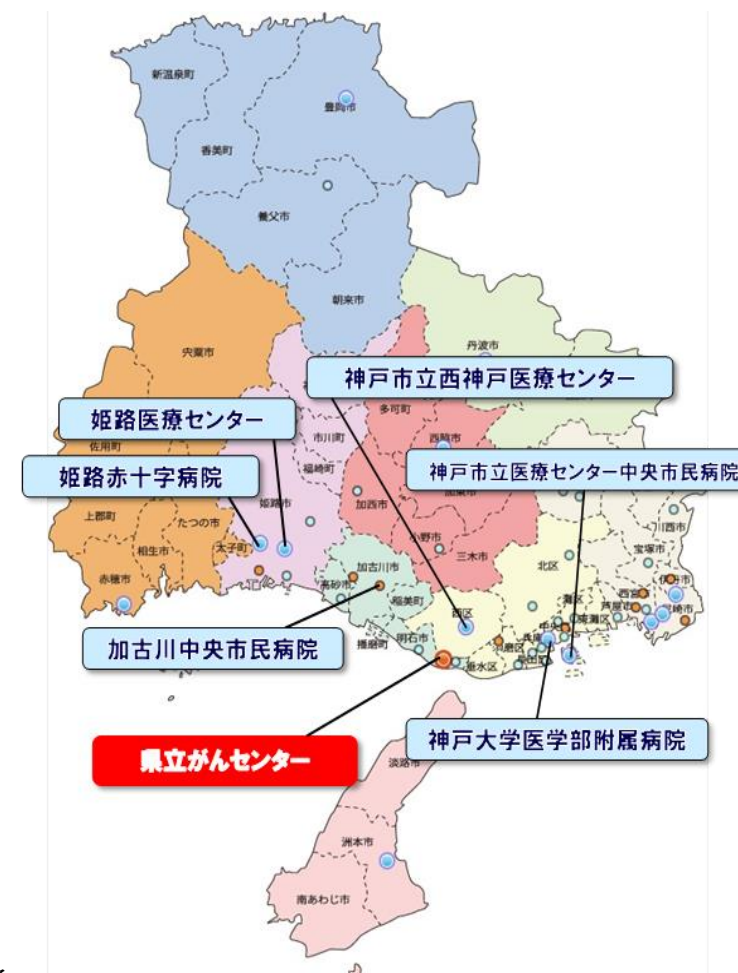 新温泉町
豊岡市
香美町
養父市
朝来市
宍粟市
丹波市
神戸市立西神戸医療センター
多可町
姫路医療センター
市川町
西脇市
佐用町
姫路赤十字病院
福崎町
神戸市立医療センター中央市民病院
姫路市
加西市
上郡町
たつの市
川西市
小野市
太子町
相生市
三木市
宝塚市
北区
加古川市
赤穂市
高砂市
伊丹市
稲美町
西宮市
灘区
芦屋市
西区
東灘区
加古川中央市民病院
播磨町
明石市
垂水区
神戸大学医学部附属病院
県立がんセンター
淡路市
洲本市
南あわじ市